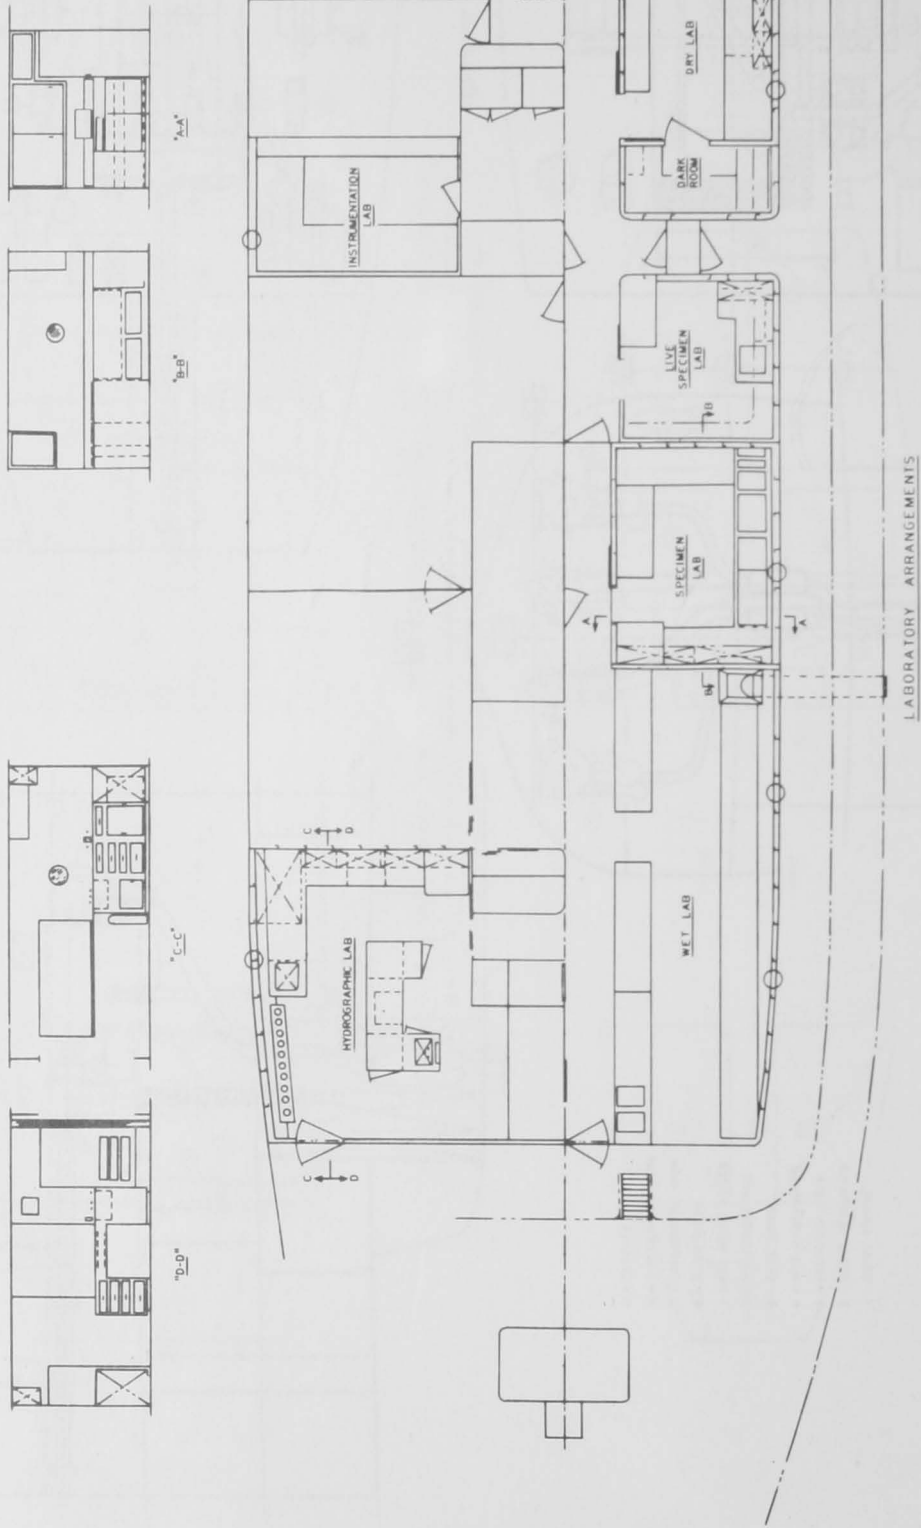 "A-A"
"B-B"
"C-C"
"D-D"
DRY LAB
DARK
ROOM
INSTRUMENTATION
LAB
LIVE
SPECIMEN
LAB
B
SPECIMEN
LAB
A
A
B
C
D
HYDROGRAPHIC LAB
WET LAB
C
D
LABORATORY ARRANGEMENTS